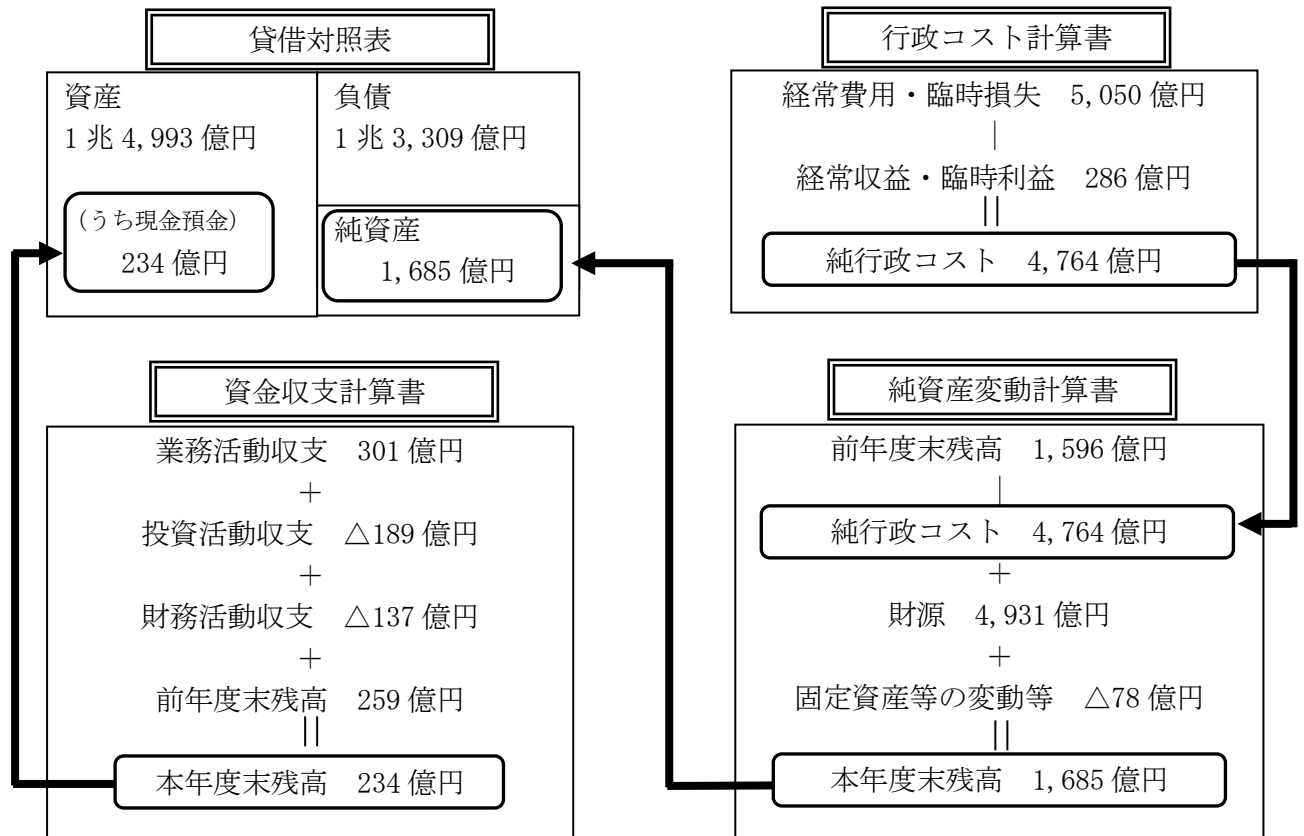 貸借対照表
資産
1兆4,993億円
(うち現金預金)
234億円
負債
1兆3,309億円
純資産
1,685億円
行政コスト計算書
経常費用・臨時損失 5,050億円
|
経常収益・臨時利益 286億円
||
純行政コスト 4,764億円
資金収支計算書
業務活動収支 301億円
+
投資活動収支 △189億円
+
財務活動収支 △137億円
+
前年度末残高 259億円
||
本年度末残高 234億円
純資産変動計算書
前年度末残高 1,596億円
|
純行政コスト 4,764億円
+
財源 4,931億円
+
固定資産等の変動等 △78億円
||
本年度末残高 1,685億円